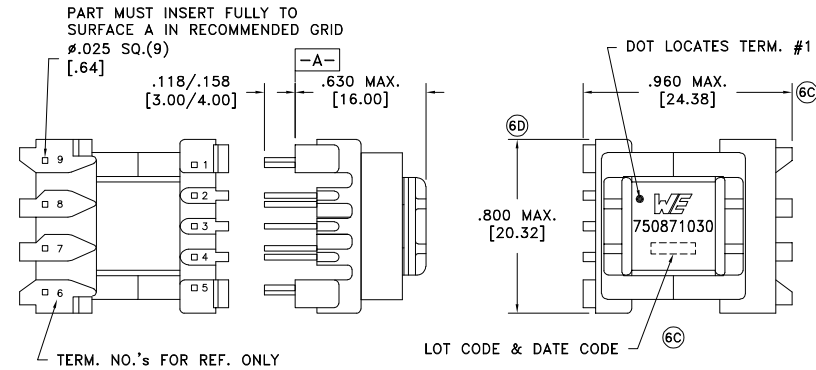 PART MUST INSERT FULLY TO
SURFACE A IN RECOMMENDED GRID
ø.025 SQ.(9)
[.64]
.118/.158
[3.00/4.00]
-A-
.630 MAX.
[16.00]
DOT LOCATES TERM. #1
.960 MAX.
[24.38]
6C
6D
9
1
8
2
7
3
4
6
5
.800 MAX.
[20.32]
WE
750871030
TERM. NO.'s FOR REF. ONLY
LOT CODE & DATE CODE
6C